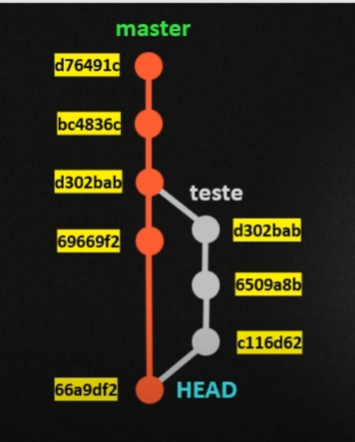 master
d76491c
bc4836c
d302bab
teste
d302bab
69669f2
6509a8b
c116d62
66a9df2 HEAD